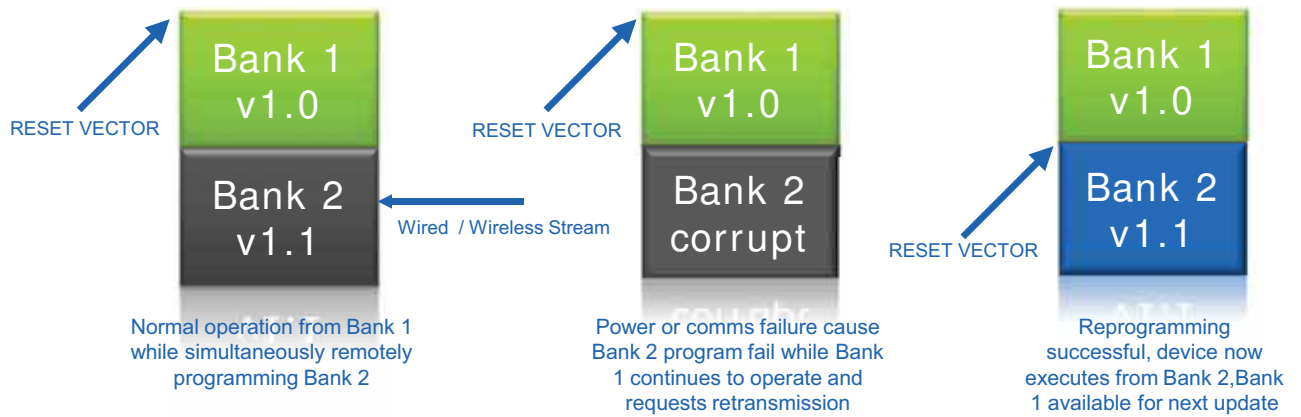 Bank 1
v1.0
RESET VECTOR
Bank 2
v1.1
Wired / Wireless Stream
Normal operation from Bank 1
while simultaneously remotely
programming Bank 2
Bank 1
v1.0
RESET VECTOR
Bank 2
corrupt
Power or comms failure cause
Bank 2 program fail while Bank
1 continues to operate and
requests retransmission
Bank 1
v1.0
Bank 2
v1.1
RESET VECTOR
Reprogramming
successful, device now
executes from Bank 2,Bank
1 available for next update